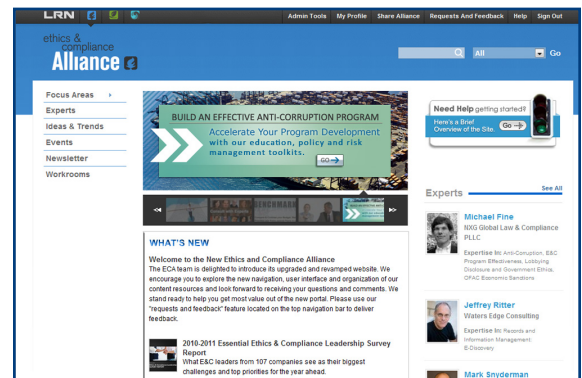 LRN
Admin Tools My Profile Share Alliance Requests And Feedback Help Sign Out
ethics &
compliance
Alliance
All Go
Focus Areas
Experts
Ideas & Trends
Events
Newsletter
Workrooms
BUILD AN EFFECTIVE ANTI-CORRUPTION PROGRAM
Accelerate Your Program Development
with our education, policy and risk
management toolkits.
GO
Need Help getting started?
Here's a Brief
Overview of the Site.
Go
WHAT'S NEW
Welcome to the New Ethics and Compliance Alliance
The ECA team is delighted to introduce its upgraded and revamped website. We
encourage you to explore the new navigation, user interface and organization of our
content resources and look forward to receiving your questions and comments. We
stand ready to help you get most value out of the new portal. Please use our
"requests and feedback" feature located on the top navigation bar to deliver
feedback.
2010-2011 Essential Ethics & Compliance Leadership Survey
Report
What E&C leaders from 107 companies see as their biggest
challenges and top priorities for the year ahead.
Experts
See All
Michael Fine
NXG Global Law & Compliance
PLLC
Expertise In: Anti-Corruption, E&C
Program Effectiveness, Lobbying
Disclosure and Government Ethics,
OFAC Economic Sanctions
Jeffrey Ritter
Waters Edge Consulting
Expertise In: Records and
Information Management:
E-Discovery
Mark Snyderman